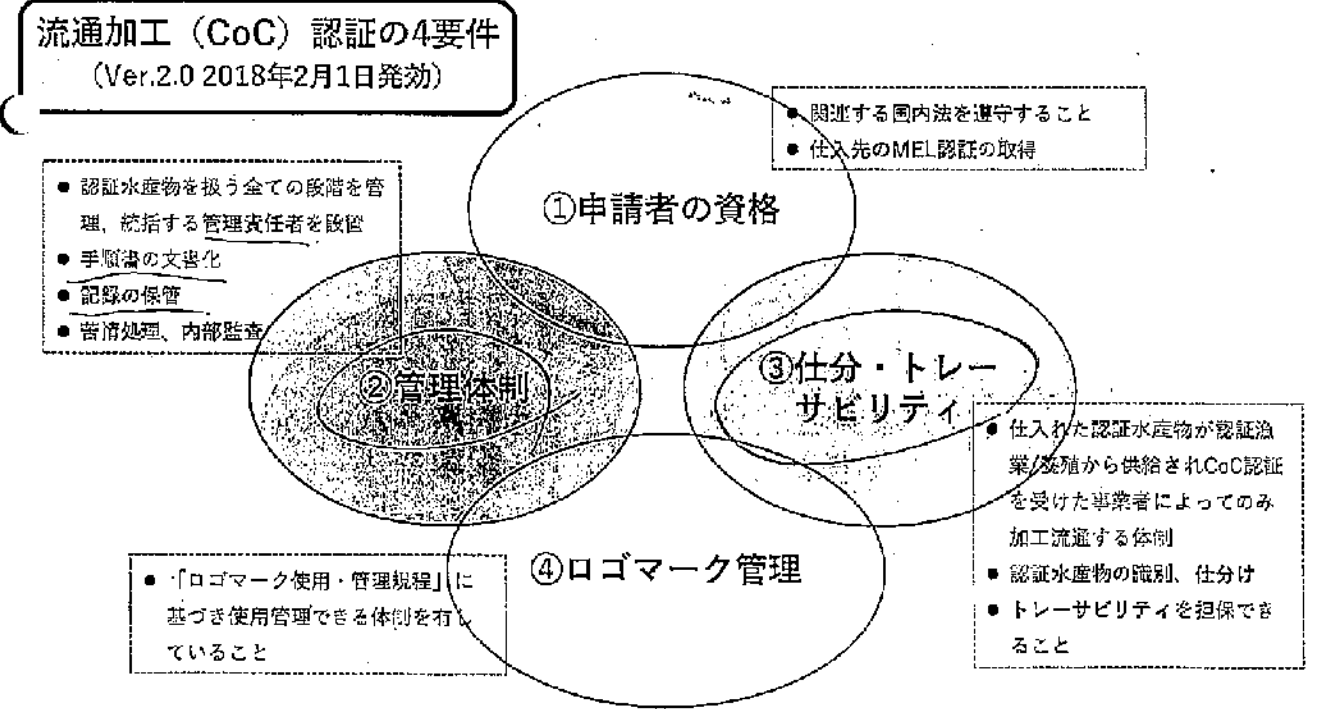 流通加工（CoC）認証の4要件
（Ver.2.0 2018年2月1日発効）
● 関連する国内法を遵守すること
● 仕入先のMEL認証の取得
①申請者の資格
● 認証水産物を扱う全ての段階を管
理、統括する管理責任者を設置
● 手順書の文書化
● 記録の保管
● 苦情処理、内部監査
②管理体制
③仕分・トレー
サビリティ
● 仕入れた認証水産物が認証漁
業/養殖から供給されCoC認証
を受けた事業者によってのみ
加工流通する体制
● 認証水産物の識別、仕分け
● トレーサビリティを担保でき
ること
④ロゴマーク管理
● 「ロゴマーク使用・管理規程」に
基づき使用管理できる体制を有し
ていること